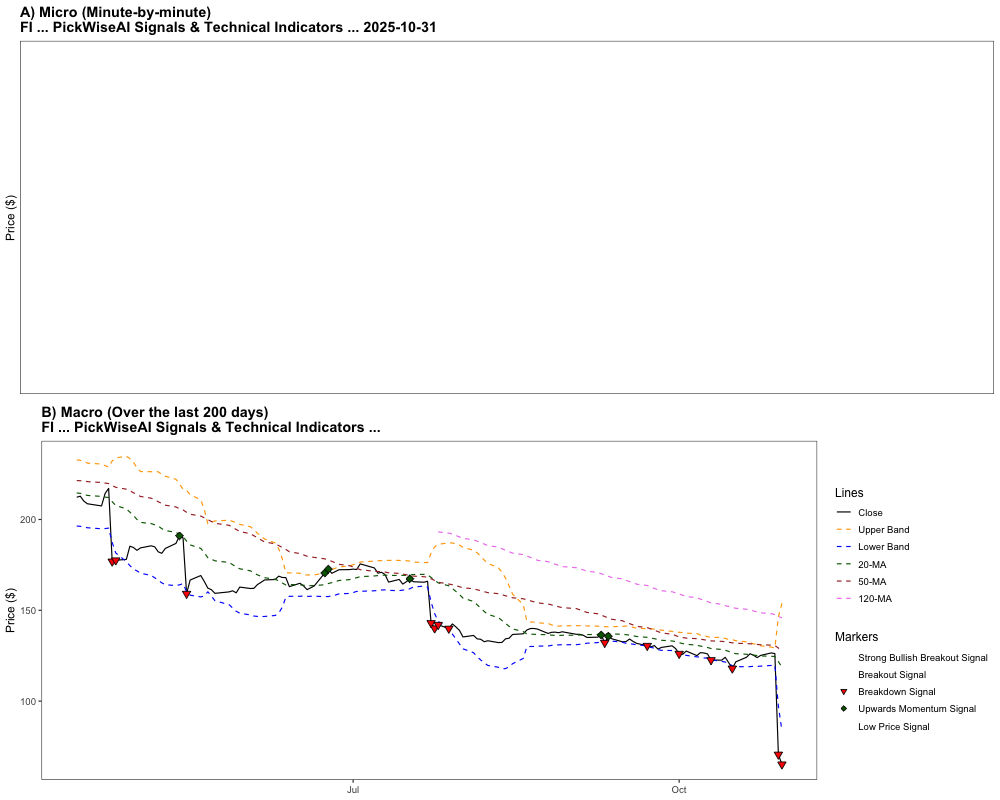 A) Micro (Minute-by-minute)
FI ... PickWiseAI Signals & Technical Indicators ... 2025-10-31
Price ($)
B) Macro (Over the last 200 days)
FI ... PickWiseAI Signals & Technical Indicators ...
Price ($)
200
150
100
Jul
Oct
Lines
Close
Upper Band
Lower Band
20-MA
50-MA
120-MA
Markers
Strong Bullish Breakout Signal
Breakout Signal
Breakdown Signal
Upwards Momentum Signal
Low Price Signal